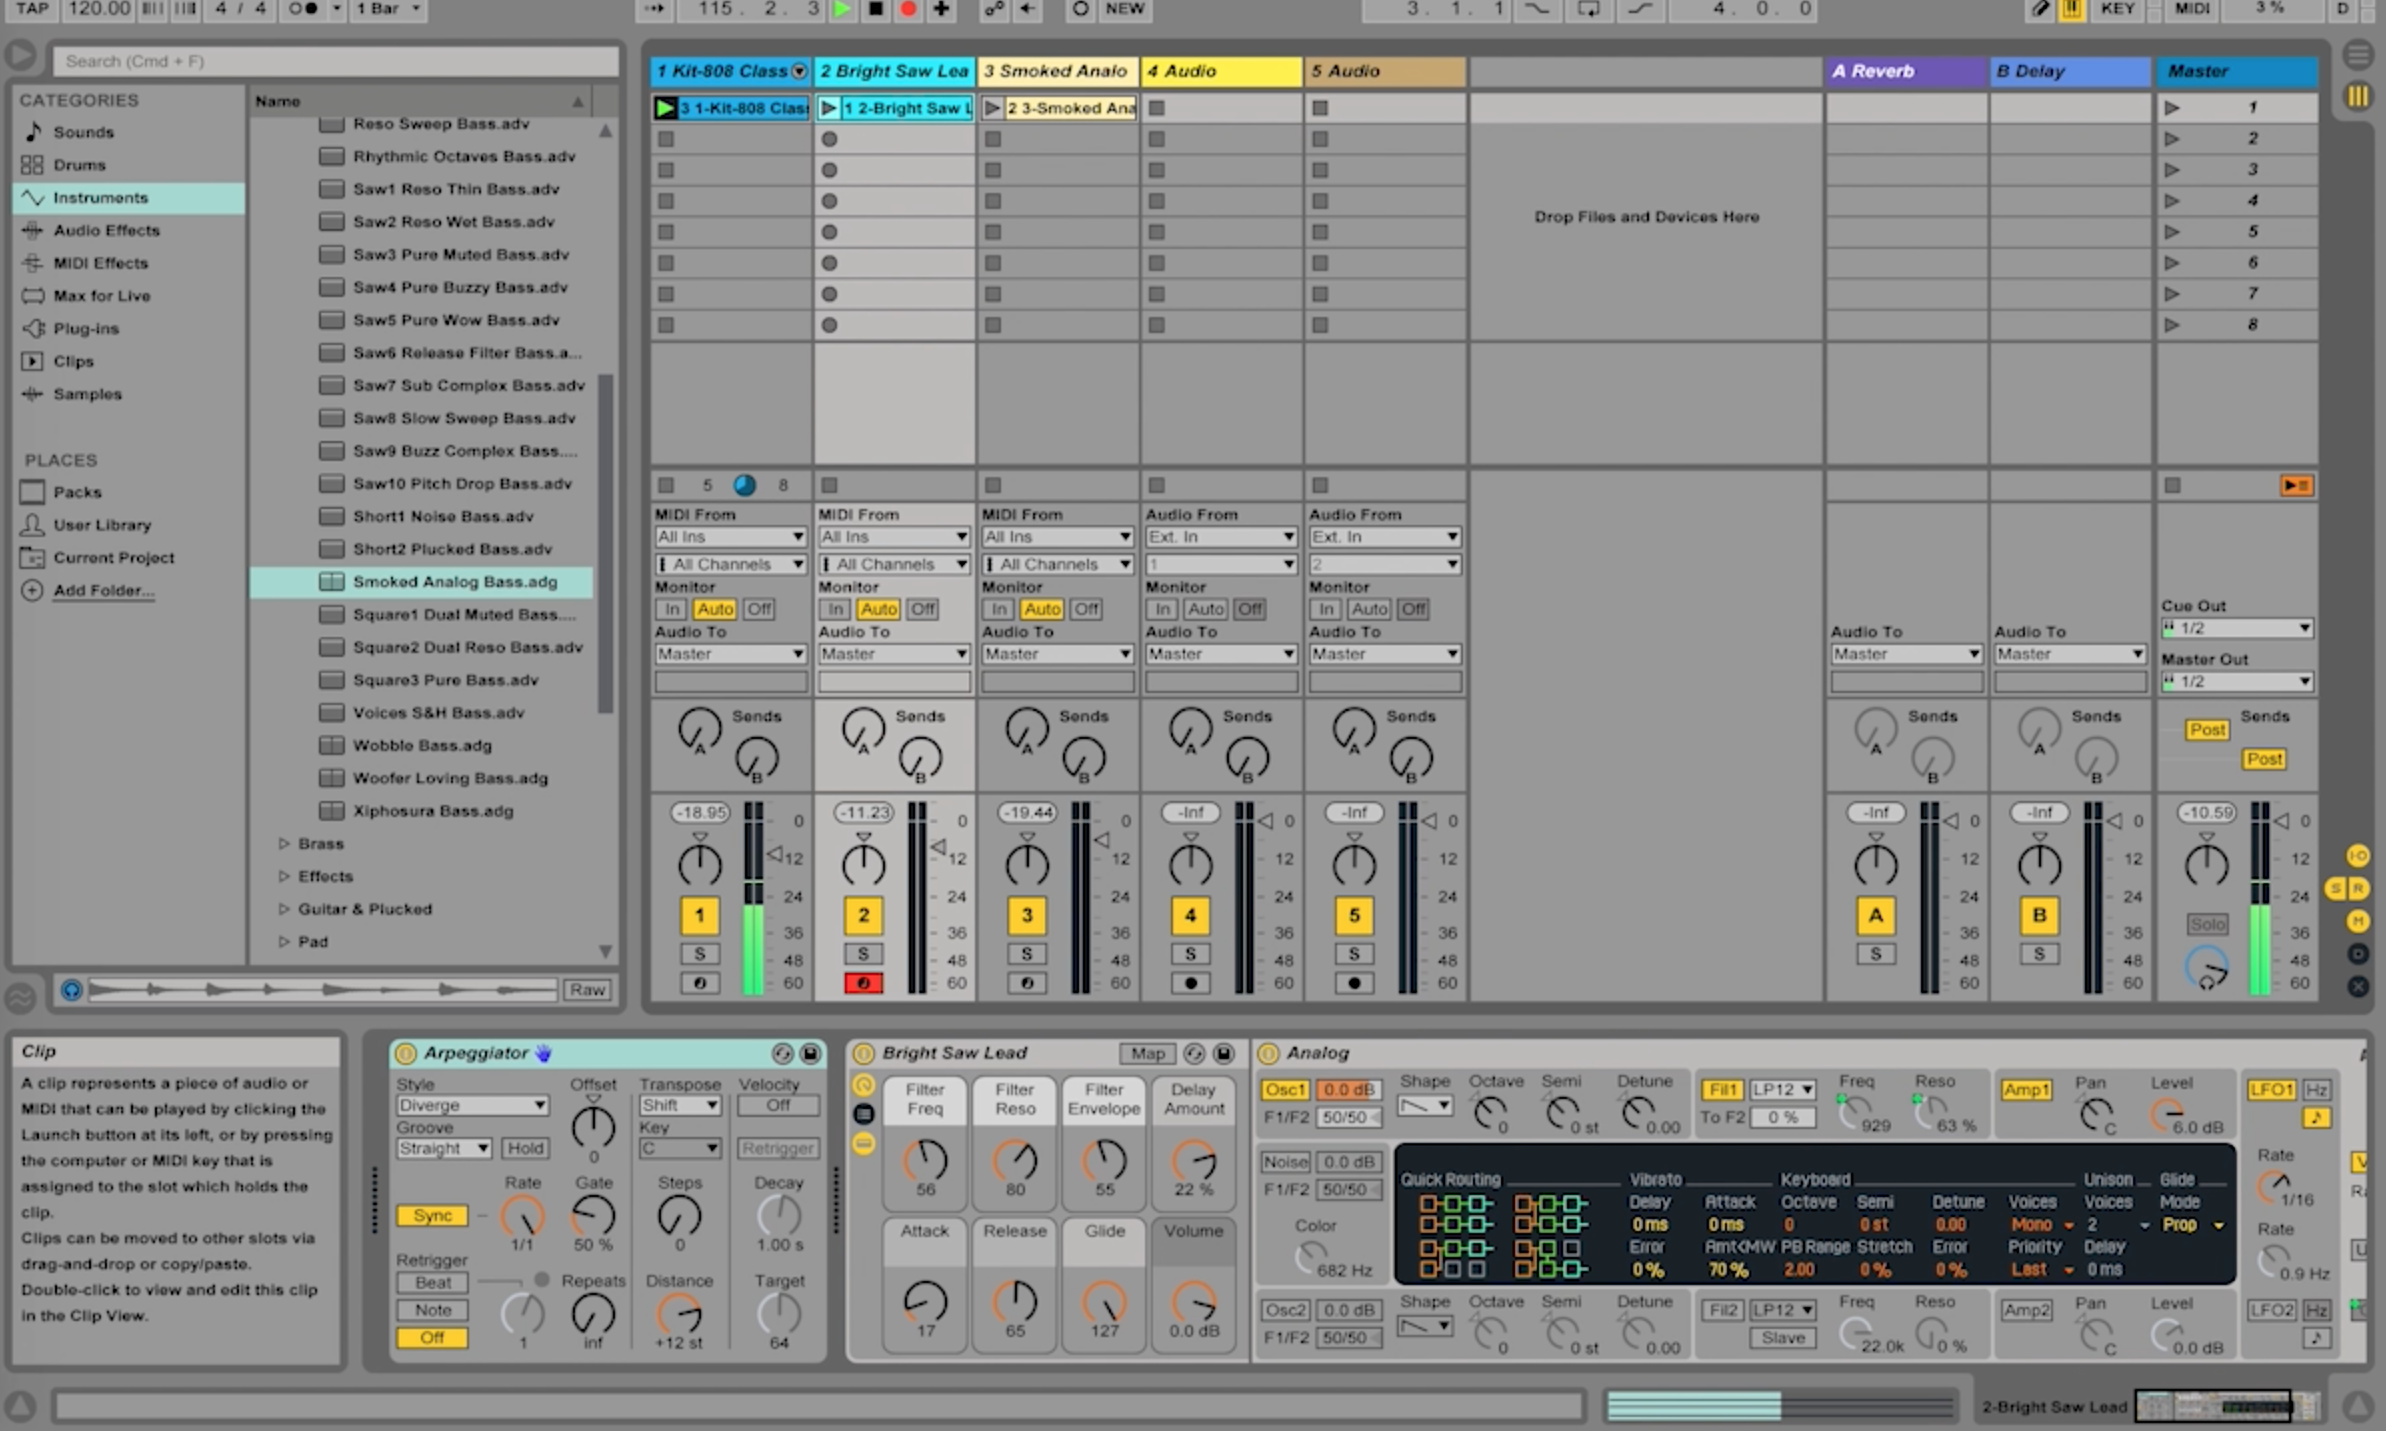 TAP 120.00 4 / 4 1 Bar 115. 2. 3 NEW 3. 1. 1 4. 0. 0 KEY MIDI 3 % D
Search (Cmd + F)
CATEGORIES
Sounds
Drums
Instruments
Audio Effects
MIDI Effects
Max for Live
Plug-ins
Clips
Samples
PLACES
Packs
User Library
Current Project
Add Folder...
Name
Reso Sweep Bass.adv
Rhythmic Octaves Bass.adv
Saw1 Reso Thin Bass.adv
Saw2 Reso Wet Bass.adv
Saw3 Pure Muted Bass.adv
Saw4 Pure Buzzy Bass.adv
Saw5 Pure Wow Bass.adv
Saw6 Release Filter Bass.a...
Saw7 Sub Complex Bass.adv
Saw8 Slow Sweep Bass.adv
Saw9 Buzz Complex Bass....
Saw10 Pitch Drop Bass.adv
Short1 Noise Bass.adv
Short2 Plucked Bass.adv
Smoked Analog Bass.adg
Square1 Dual Muted Bass....
Square2 Dual Reso Bass.adv
Square3 Pure Bass.adv
Voices S&H Bass.adv
Wobble Bass.adg
Woofer Loving Bass.adg
Xiphosura Bass.adg
Brass
Effects
Guitar & Plucked
Pad
Raw
1 Kit-808 Class 2 Bright Saw Lea 3 Smoked Analo 4 Audio 5 Audio A Reverb B Delay Master
3 1-Kit-808 Clas 1 2-Bright Saw L 2 3-Smoked Ana 1
2
3
4
Drop Files and Devices Here
5
6
7
8
5 8
MIDI From MIDI From MIDI From Audio From Audio From
All Ins All Ins All Ins Ext. In Ext. In
All Channels All Channels All Channels 1 2
Monitor Monitor Monitor Monitor Monitor
In Auto Off In Auto Off In Auto Off In Auto Off In Auto Off Cue Out
1/2
Audio To Audio To Audio To Audio To Audio To Audio To Audio To
Master Master Master Master Master Master Master Master Out
1/2
Sends Sends Sends Sends Sends Sends Sends Sends
A A A A A A A Post
B B B B B B B Post
-18.95 -11.23 -19.44 -Inf -Inf -Inf -Inf -10.59
0 0 0 0 0 0 0 0
12 12 12 12 12 12 12 12
24 24 24 24 24 24 24 24
1 2 3 4 5 A B Solo
36 36 36 36 36 36 36 36
S S S S S S S
48 48 48 48 48 48 48 48
60 60 60 60 60 60 60 60
I-O
S R
M
D
X
Clip
A clip represents a piece of audio or
MIDI that can be played by clicking the
Launch button at its left, or by pressing
the computer or MIDI key that is
assigned to the slot which holds the
clip.
Clips can be moved to other slots via
drag-and-drop or copy/paste.
Double-click to view and edit this clip
in the Clip View.
Arpeggiator
Style Offset Transpose Velocity
Diverge Shift Off
Groove Key
Straight Hold 0 C Retrigger
Rate Gate Steps Decay
Sync
1/1 50 % 0 1.00 s
Retrigger
Beat Repeats Distance Target
Note
Off 1 inf +12 st 64
Bright Saw Lead Map
Filter Freq Filter Reso Filter Envelope Delay Amount
56 80 55 22 %
Attack Release Glide Volume
17 65 127 0.0 dB
Analog
Osc1 0.0 dB Shape Octave Semi Detune Fil1 LP12 Freq Reso Amp1 Pan Level LFO1 Hz
F1/F2 50/50 0 0 st 0.00 To F2 0 % 929 63 % C 6.0 dB
Noise 0.0 dB
F1/F2 50/50
Color
682 Hz
Quick Routing Vibrato Keyboard Unison Glide
Delay Attack Octave Semi Detune Voices Voices Mode
0 ms 0 ms 0 0 st 0.00 Mono 2 Prop
Error Amt<MW PB Range Stretch Error Priority Delay
0 % 70 % 2.00 0 % 0 % Last 0 ms
Rate
1/16
Rate
0.9 Hz
Osc2 0.0 dB Shape Octave Semi Detune Fil2 LP12 Freq Reso Amp2 Pan Level LFO2 Hz
F1/F2 50/50 0 0 st 0.00 Slave 22.0k 0 % C 0.0 dB
2-Bright Saw Lead